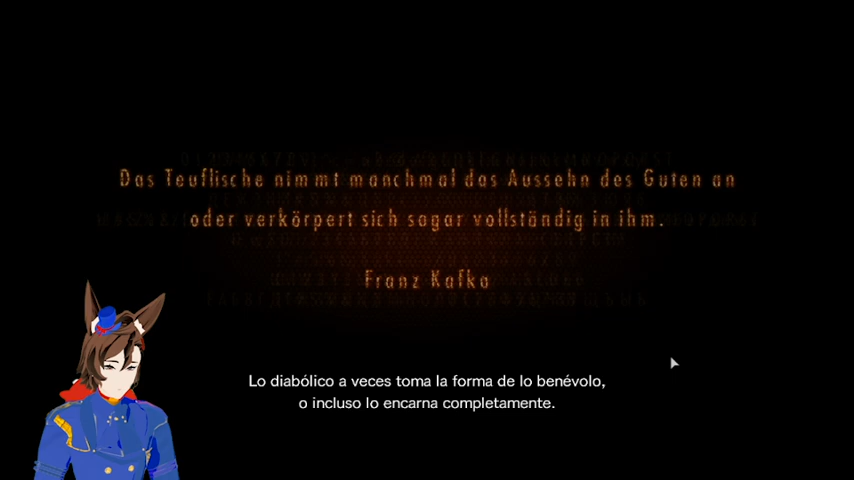 Das Teuflische nimmt manchmal das Aussehn des Guten an
oder verkörpert sich sogar vollständig in ihm.
Franz Kafka
Lo diabólico a veces toma la forma de lo benévolo,
o incluso lo encarna completamente.